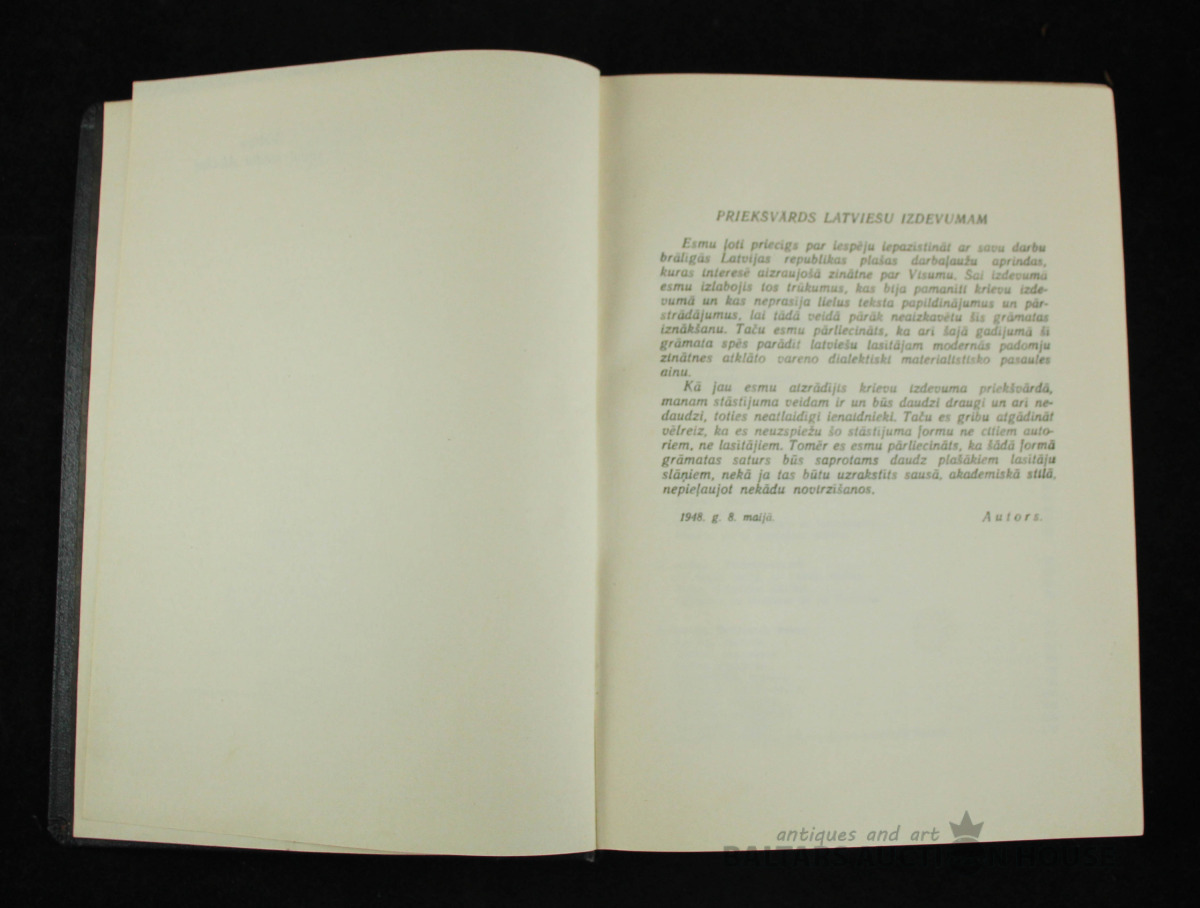 PRIEKŠVĀRDS LATVIEŠU IZDEVUMAM
Esmu ļoti priecīgs par iespēju iepazīstināt ar savu darbu
brālīgās Latvijas republikas plašas darbaļaužu aprindas,
kuras interesē aizraujošā zinātne par Visumu. Šai izdevumā
esmu izlabojis tos trūkumus, kas bija pamanīti krievu izde-
vumā un kas neprasīja lielus teksta papildinājumus un pār-
strādājumus, lai tādā veidā pārāk neaizkavētu šīs grāmatas
iznākšanu. Taču esmu pārliecināts, ka arī šajā gadījumā šī
grāmata spēs parādīt latviešu lasītājam modernās padomju
zinātnes atklāto vareno dialektiski materiālistisko pasaules
ainu.
Kā jau esmu aizrādījis krievu izdevuma priekšvārdā,
manam stāstījuma veidam ir un būs daudzi draugi un arī ne-
daudzi, toties neatlaidīgi ienaidnieki. Taču es gribu atgādināt
vēlreiz, ka es neuzspiežu šo stāstījuma formu ne citiem auto-
riem, ne lasītājiem. Tomēr es esmu pārliecināts, ka šādā formā
grāmatas saturs būs saprotams daudz plašākiem lasītāju
slāņiem, nekā ja tas būtu uzrakstīts sausā, akadēmiskā stilā,
nepieļaujot nekādu novirzīšanos.
1948. g. 8. maijā. Autors.
antiques and art
BALTARS AUCTION HOUSE